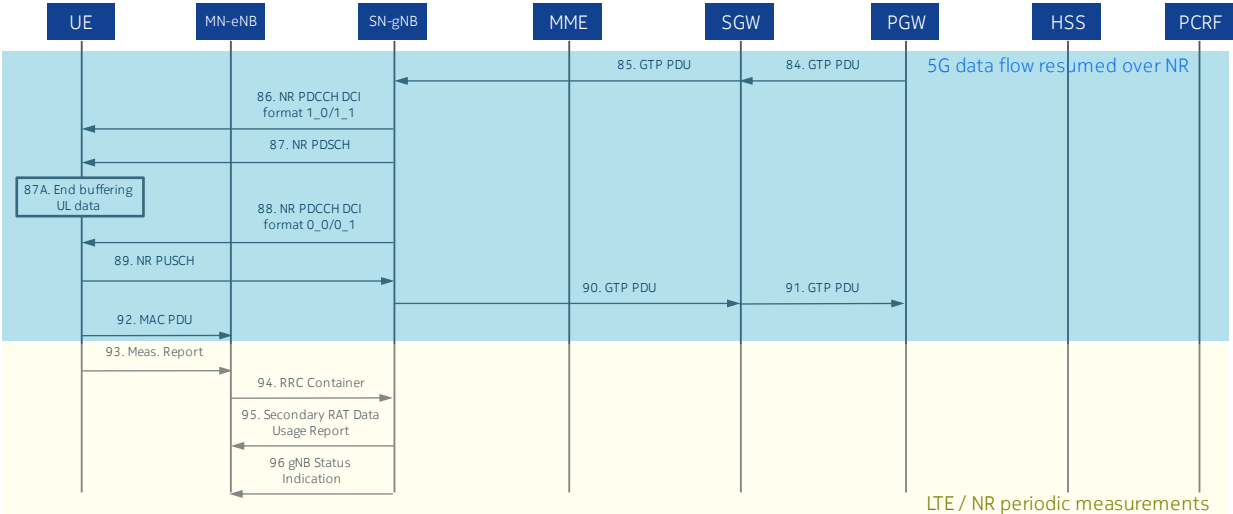 UE
MN-eNB
SN-gNB
MME
SGW
PGW
HSS
PCRF
5G data flow resumed over NR
85. GTP PDU
84. GTP PDU
86. NR PDCCH DCI
format 1_0/1_1
87. NR PDSCH
87A. End buffering
UL data
88. NR PDCCH DCI
format 0_0/0_1
89. NR PUSCH
90. GTP PDU
91. GTP PDU
92. MAC PDU
93. Meas. Report
94. RRC Container
95. Secondary RAT Data
Usage Report
96 gNB Status
Indication
LTE / NR periodic measurements